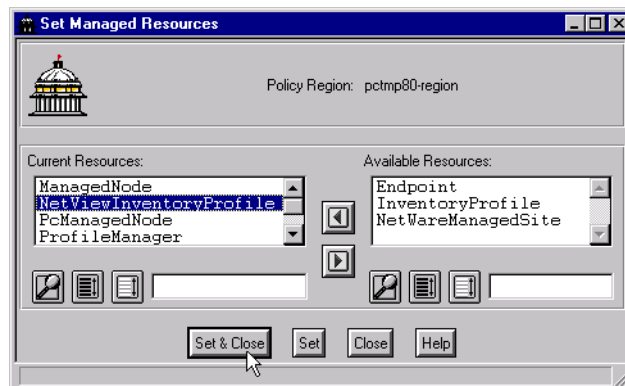 Set Managed Resources
Policy Region: pctmp80-region
Current Resources:
ManagedNode
NetViewInventoryProfile
PcManagedNode
ProfileManager
Available Resources:
Endpoint
InventoryProfile
NetWareManagedSite
Set & Close
Set
Close
Help